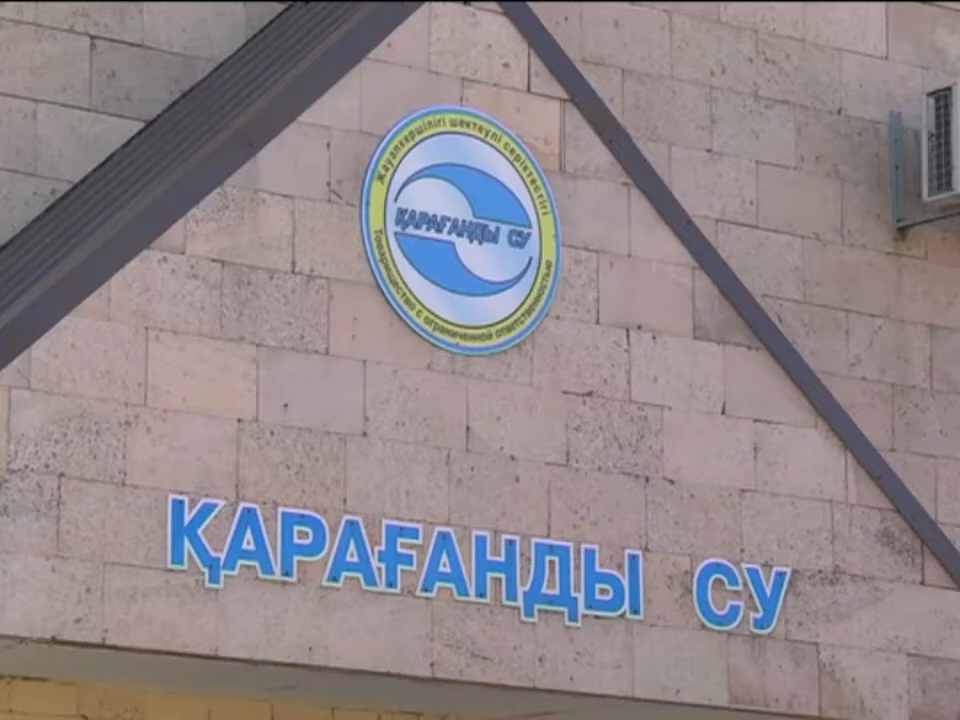 Жауапкершілігі шектеулі серіктестігі
ҚАРАҒАНДЫ СУ
Товарищество с ограниченной ответственностью
ҚАРАҒАНДЫ СУ